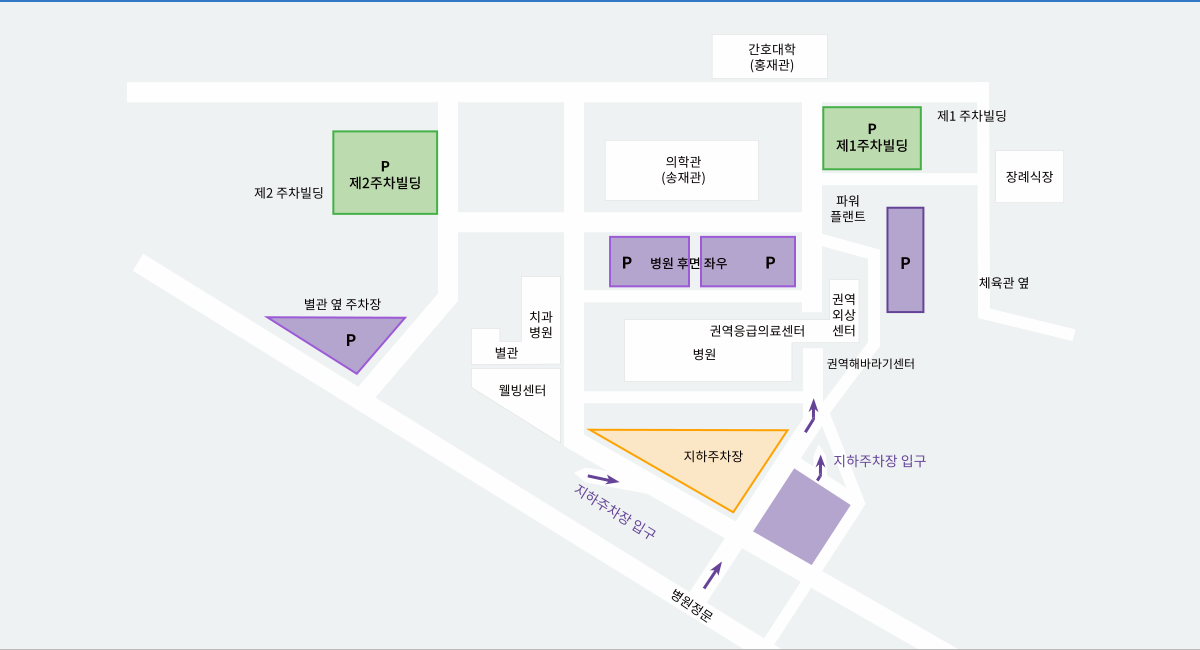 간호대학
(홍재관)
P
제1주차빌딩
제1 주차빌딩
P
제2주차빌딩
제2 주차빌딩
의학관
(송재관)
장례식장
파워
플랜트
P
병원 후면 좌우
P
P
체육관 옆
별관 옆 주차장
P
치과
병원
별관
웰빙센터
권역
외상
센터
권역응급의료센터
병원
권역해바라기센터
지하주차장
지하주차장 입구
지하주차장 입구
병원정문